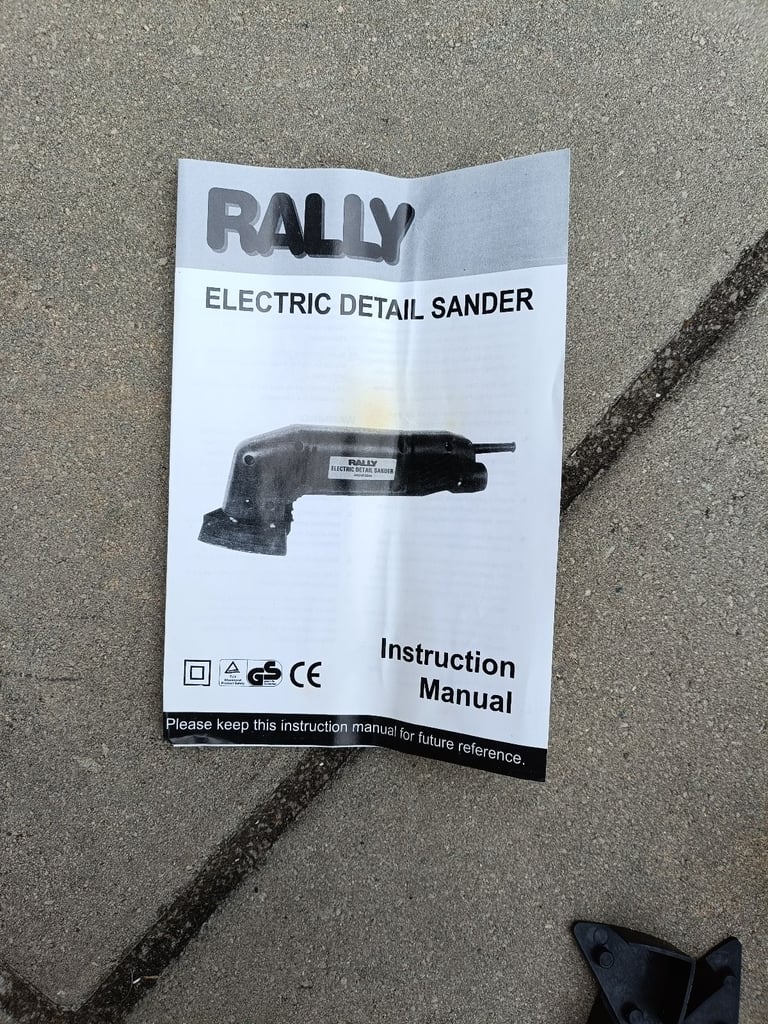 RALLY
ELECTRIC DETAIL SANDER
RALLY
ELECTRIC DETAIL SANDER
GS
CE
Instruction
Manual
Please keep this instruction manual for future reference.